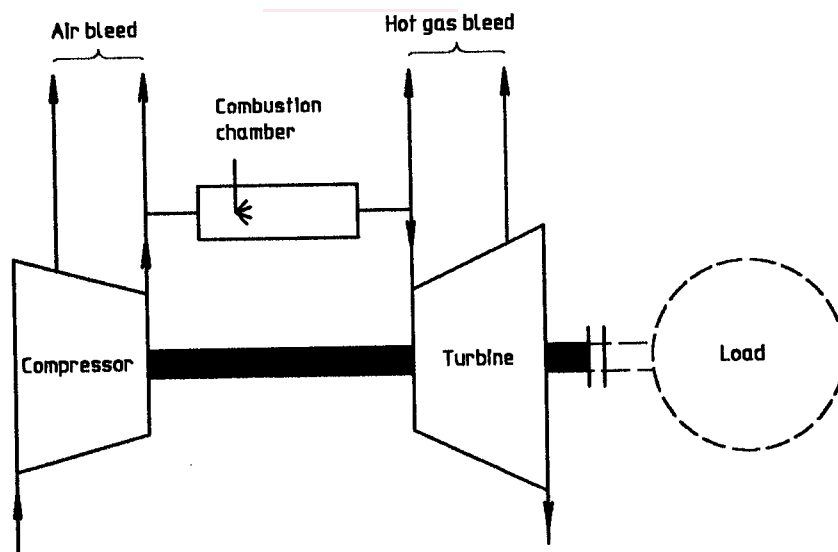 Air bleed
Hot gas bleed
Combustion
chamber
Compressor
Turbine
Load